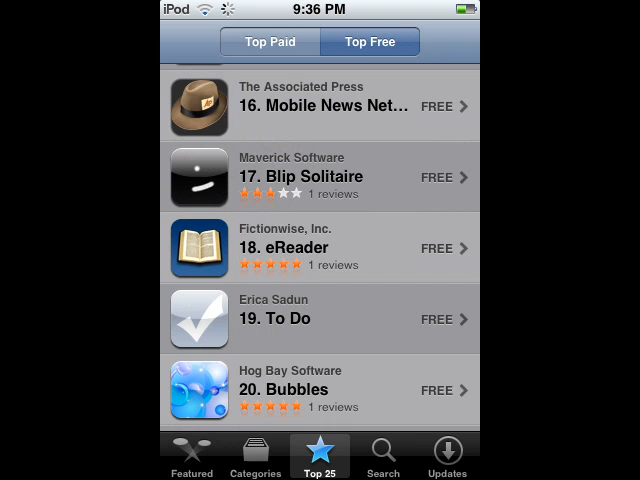 iPod 9:36 PM
Top Paid Top Free
The Associated Press
16. Mobile News Net... FREE
AP
Maverick Software
17. Blip Solitaire FREE
1 reviews
Fictionwise, Inc.
18. eReader FREE
1 reviews
Erica Sadun
19. To Do FREE
Hog Bay Software
20. Bubbles FREE
1 reviews
Featured Categories Top 25 Search Updates